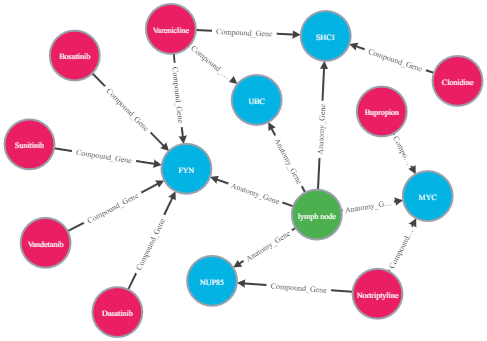 Varenicline
Compound_Gene
SHC1
Bosutinib
Compound_...
Compound_Gene
Clonidine
Compound_Gene
Compound_Gene
UBC
Bupropion
Anatomy_Gene
Sunitinib
Compound_Gene
FYN
Anatomy_...
Compo...
MYC
Anatomy_Gene
Anatomy_G...
lymph node
Compound_Gene
Vandetanib
Anatomy_Gene
Compound_...
Compound_Gene
NUP85
Compound_Gene
Nortriptyline
Dasatinib